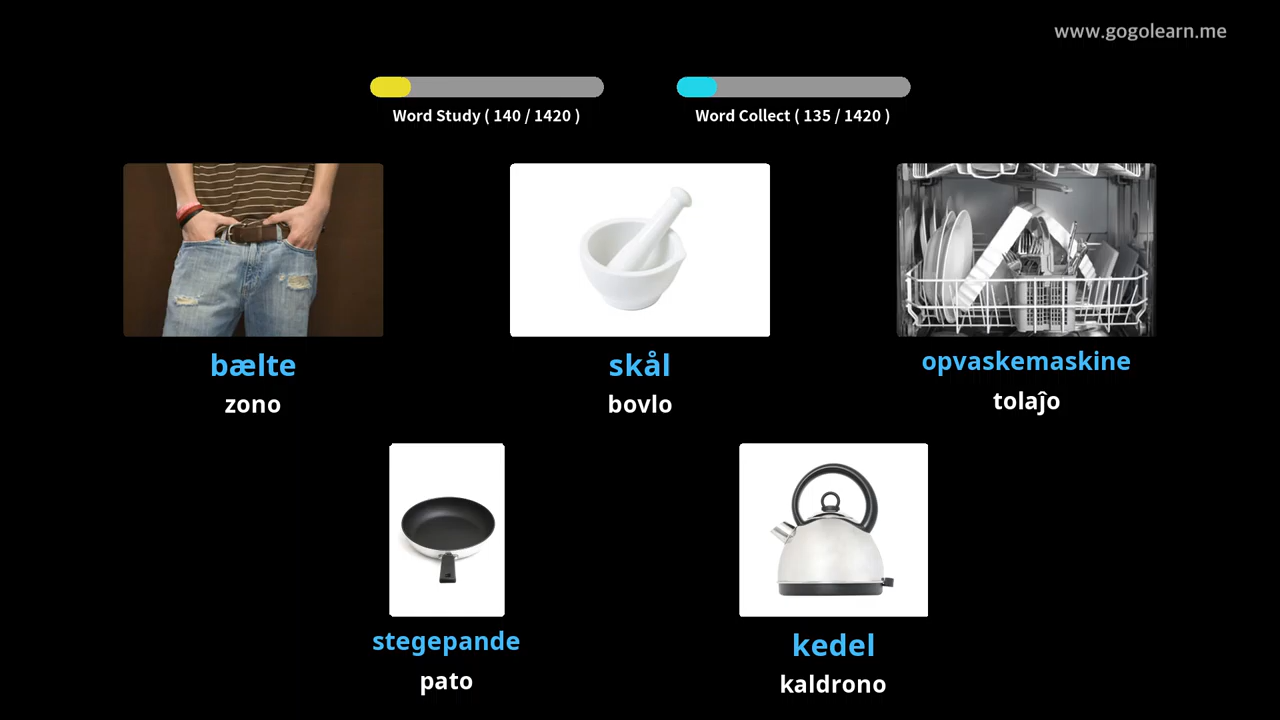 www.gogolearn.me
Word Study ( 140 / 1420 )
Word Collect ( 135 / 1420 )
bælte
zono
skål
bovlo
opvaskemaskine
tolaĵo
stegepande
pato
kedel
kaldrono